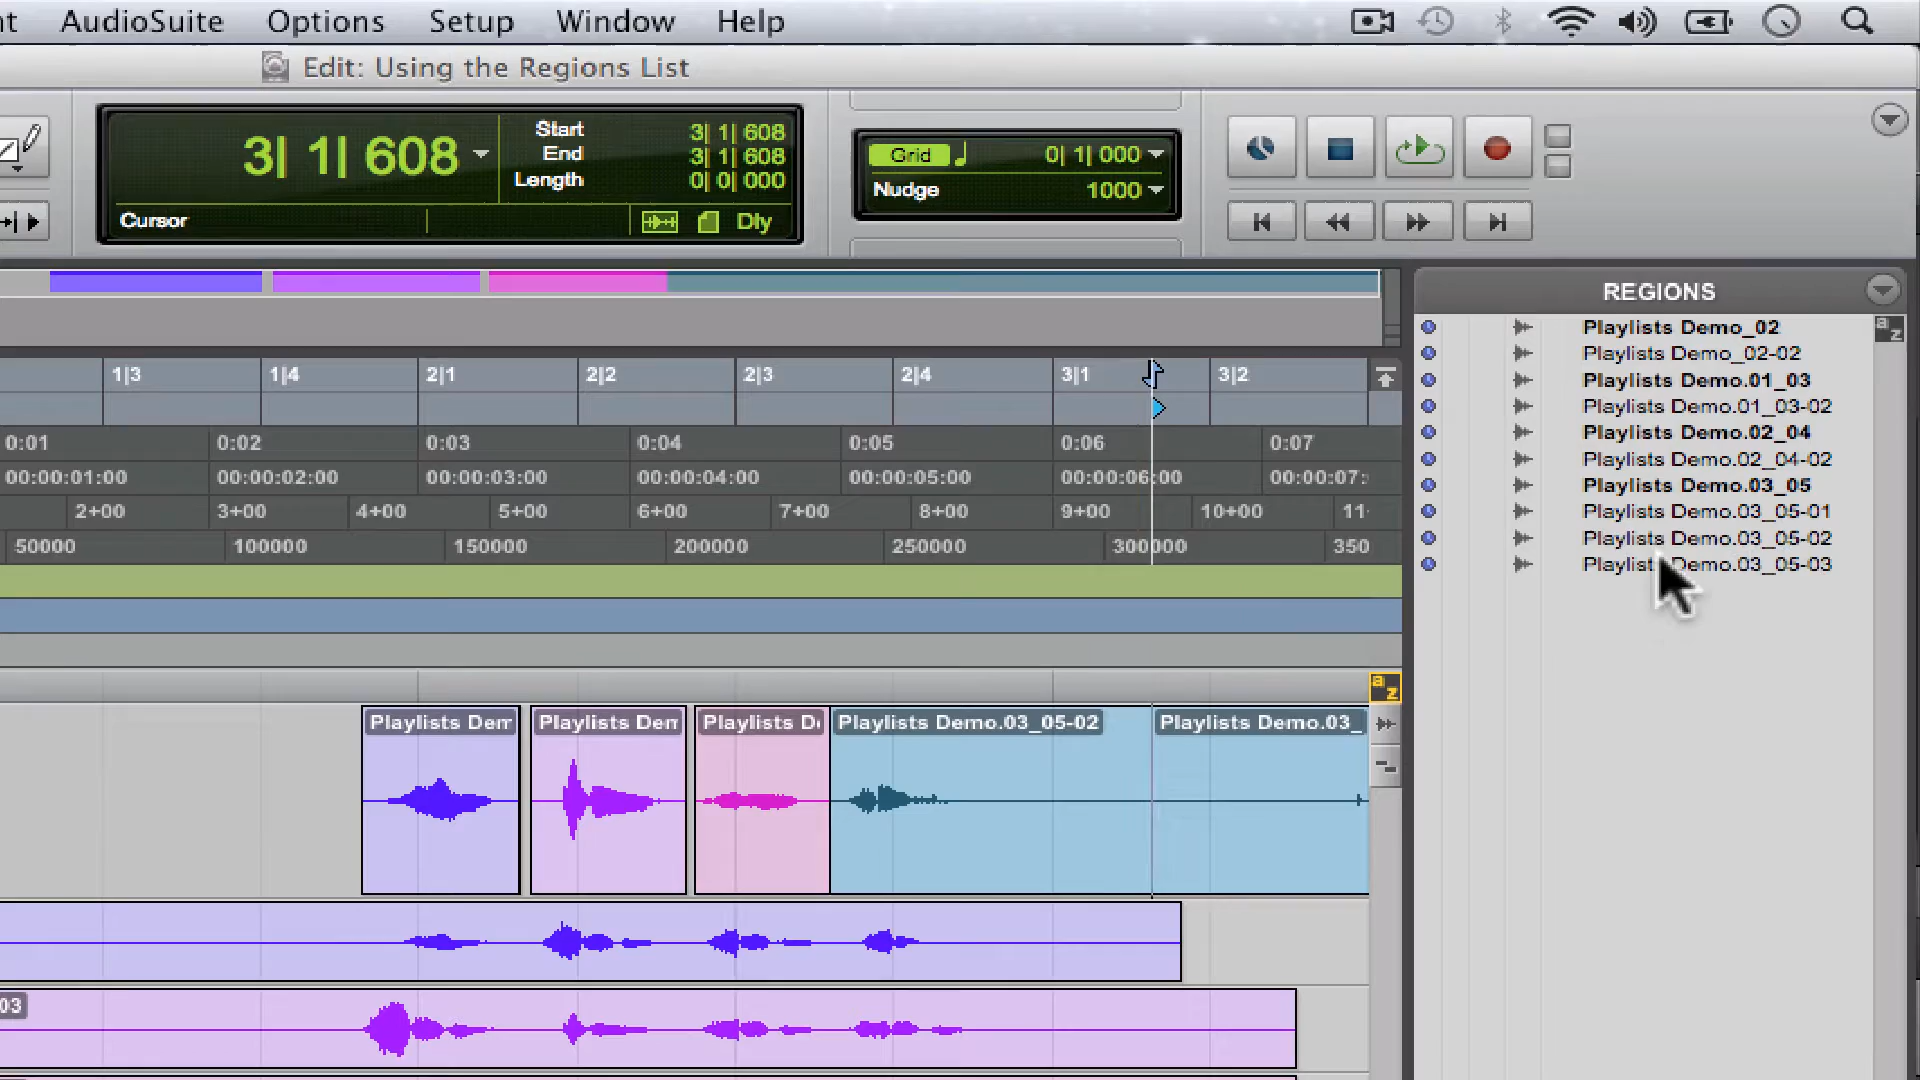 nt AudioSuite Options Setup Window Help
Edit: Using the Regions List
3| 1| 608
Start 3| 1| 608
End 3| 1| 608
Length 0| 0| 000
Cursor Dly
Grid 0| 1| 000
Nudge 1000
REGIONS
a z
Playlists Demo_02
Playlists Demo_02-02
Playlists Demo.01_03
Playlists Demo.01_03-02
Playlists Demo.02_04
Playlists Demo.02_04-02
Playlists Demo.03_05
Playlists Demo.03_05-01
Playlists Demo.03_05-02
Playlists Demo.03_05-03
1|3 1|4 2|1 2|2 2|3 2|4 3|1 3|2
0:01 0:02 0:03 0:04 0:05 0:06 0:07
00:00:01:00 00:00:02:00 00:00:03:00 00:00:04:00 00:00:05:00 00:00:06:00 00:00:07:
2+00 3+00 4+00 5+00 6+00 7+00 8+00 9+00 10+00 11
50000 100000 150000 200000 250000 300000 350
a z
Playlists Dem Playlists Dem Playlists D Playlists Demo.03_05-02 Playlists Demo.03_
03